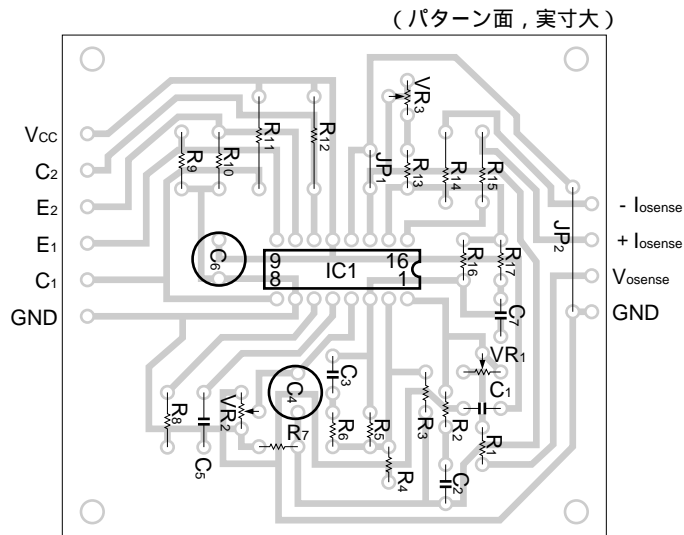 （パターン面，実寸大）
VCC
C2
E2
E1
C1
GND
R9
R10
R11
R12
JP1
VR3
R13
R14
R15
JP2
- Iosense
+ Iosense
Vosense
GND
C6
9
8
IC1
16
1
R16
R17
C7
VR1
C1
R8
C5
VR2
C4
R7
C3
R6
R5
R4
R3
R2
C2
R1